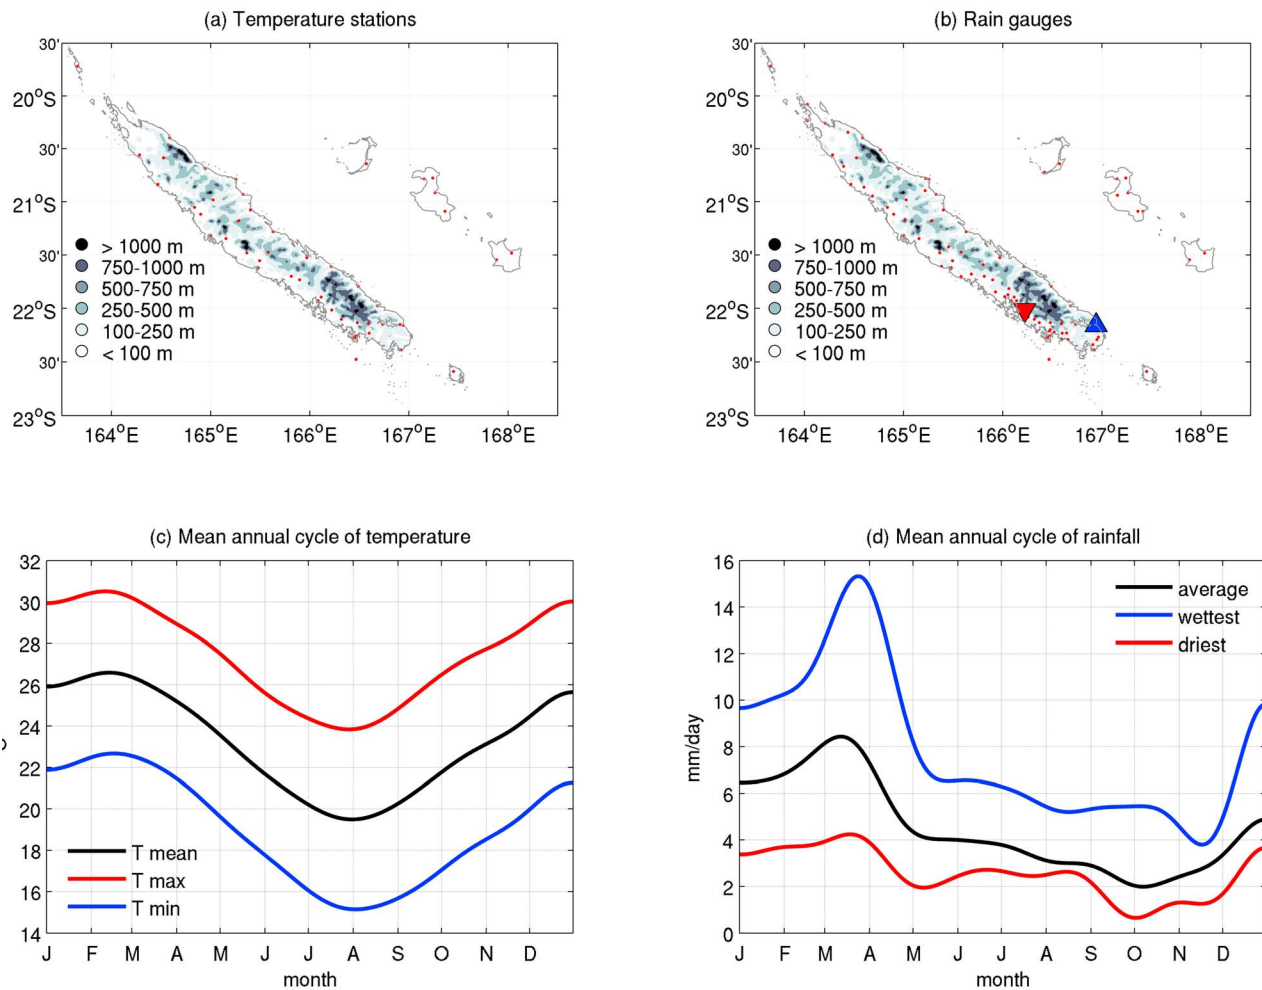 (a) Temperature stations
30'
20°S
30'
21°S
30'
22°S
30'
23°S
> 1000 m
750-1000 m
500-750 m
250-500 m
100-250 m
< 100 m
164°E 165°E 166°E 167°E 168°E
(b) Rain gauges
30'
20°S
30'
21°S
30'
22°S
30'
23°S
> 1000 m
750-1000 m
500-750 m
250-500 m
100-250 m
< 100 m
164°E 165°E 166°E 167°E 168°E
(c) Mean annual cycle of temperature
32
30
28
26
24
22
20
18
16
14
T mean
T max
T min
J F M A M J J A S O N D
month
(d) Mean annual cycle of rainfall
mm/day
16
14
12
10
8
6
4
2
0
average
wettest
driest
J F M A M J J A S O N D
month